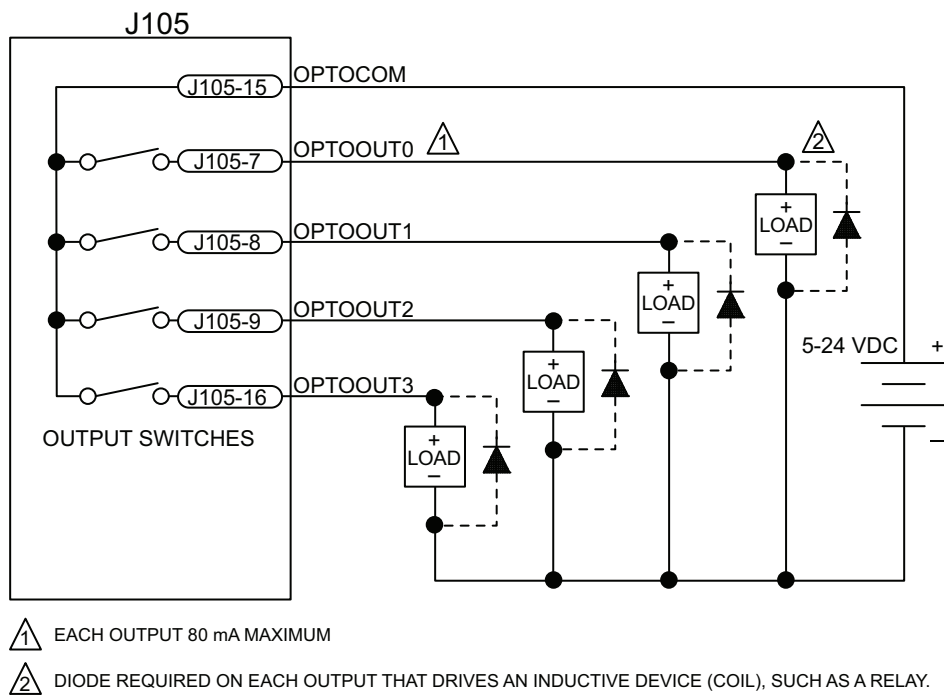 J105
J105-15 OPTOCOM
J105-7 OPTOOUT0 1 2
+
LOAD
–
J105-8 OPTOOUT1
+
LOAD
–
J105-9 OPTOOUT2
+
LOAD
–
5-24 VDC +
–
J105-16 OPTOOUT3
+
LOAD
–
OUTPUT SWITCHES
1 EACH OUTPUT 80 mA MAXIMUM
2 DIODE REQUIRED ON EACH OUTPUT THAT DRIVES AN INDUCTIVE DEVICE (COIL), SUCH AS A RELAY.